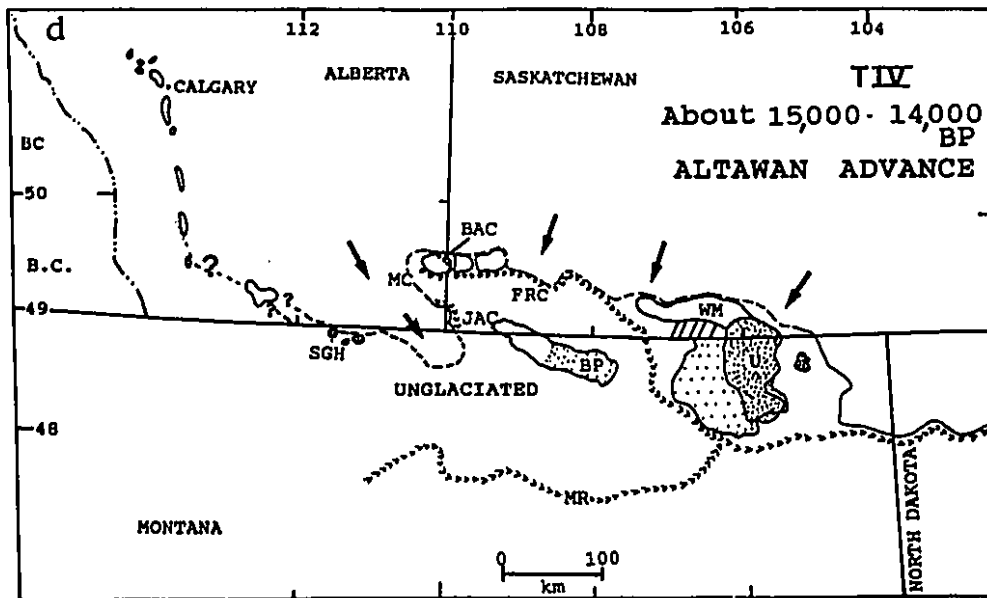 d
112
110
108
106
104
ALBERTA
SASKATCHEWAN
CALGARY
TIV
About 15,000 - 14,000
BP
ALTAWAN ADVANCE
BC
50
B.C.
49
48
?
?
?
BAC
MC
FRC
JAC
WM
SGH
BP
U
UNGLACIATED
MR
MONTANA
NORTH DAKOTA
0 100
km